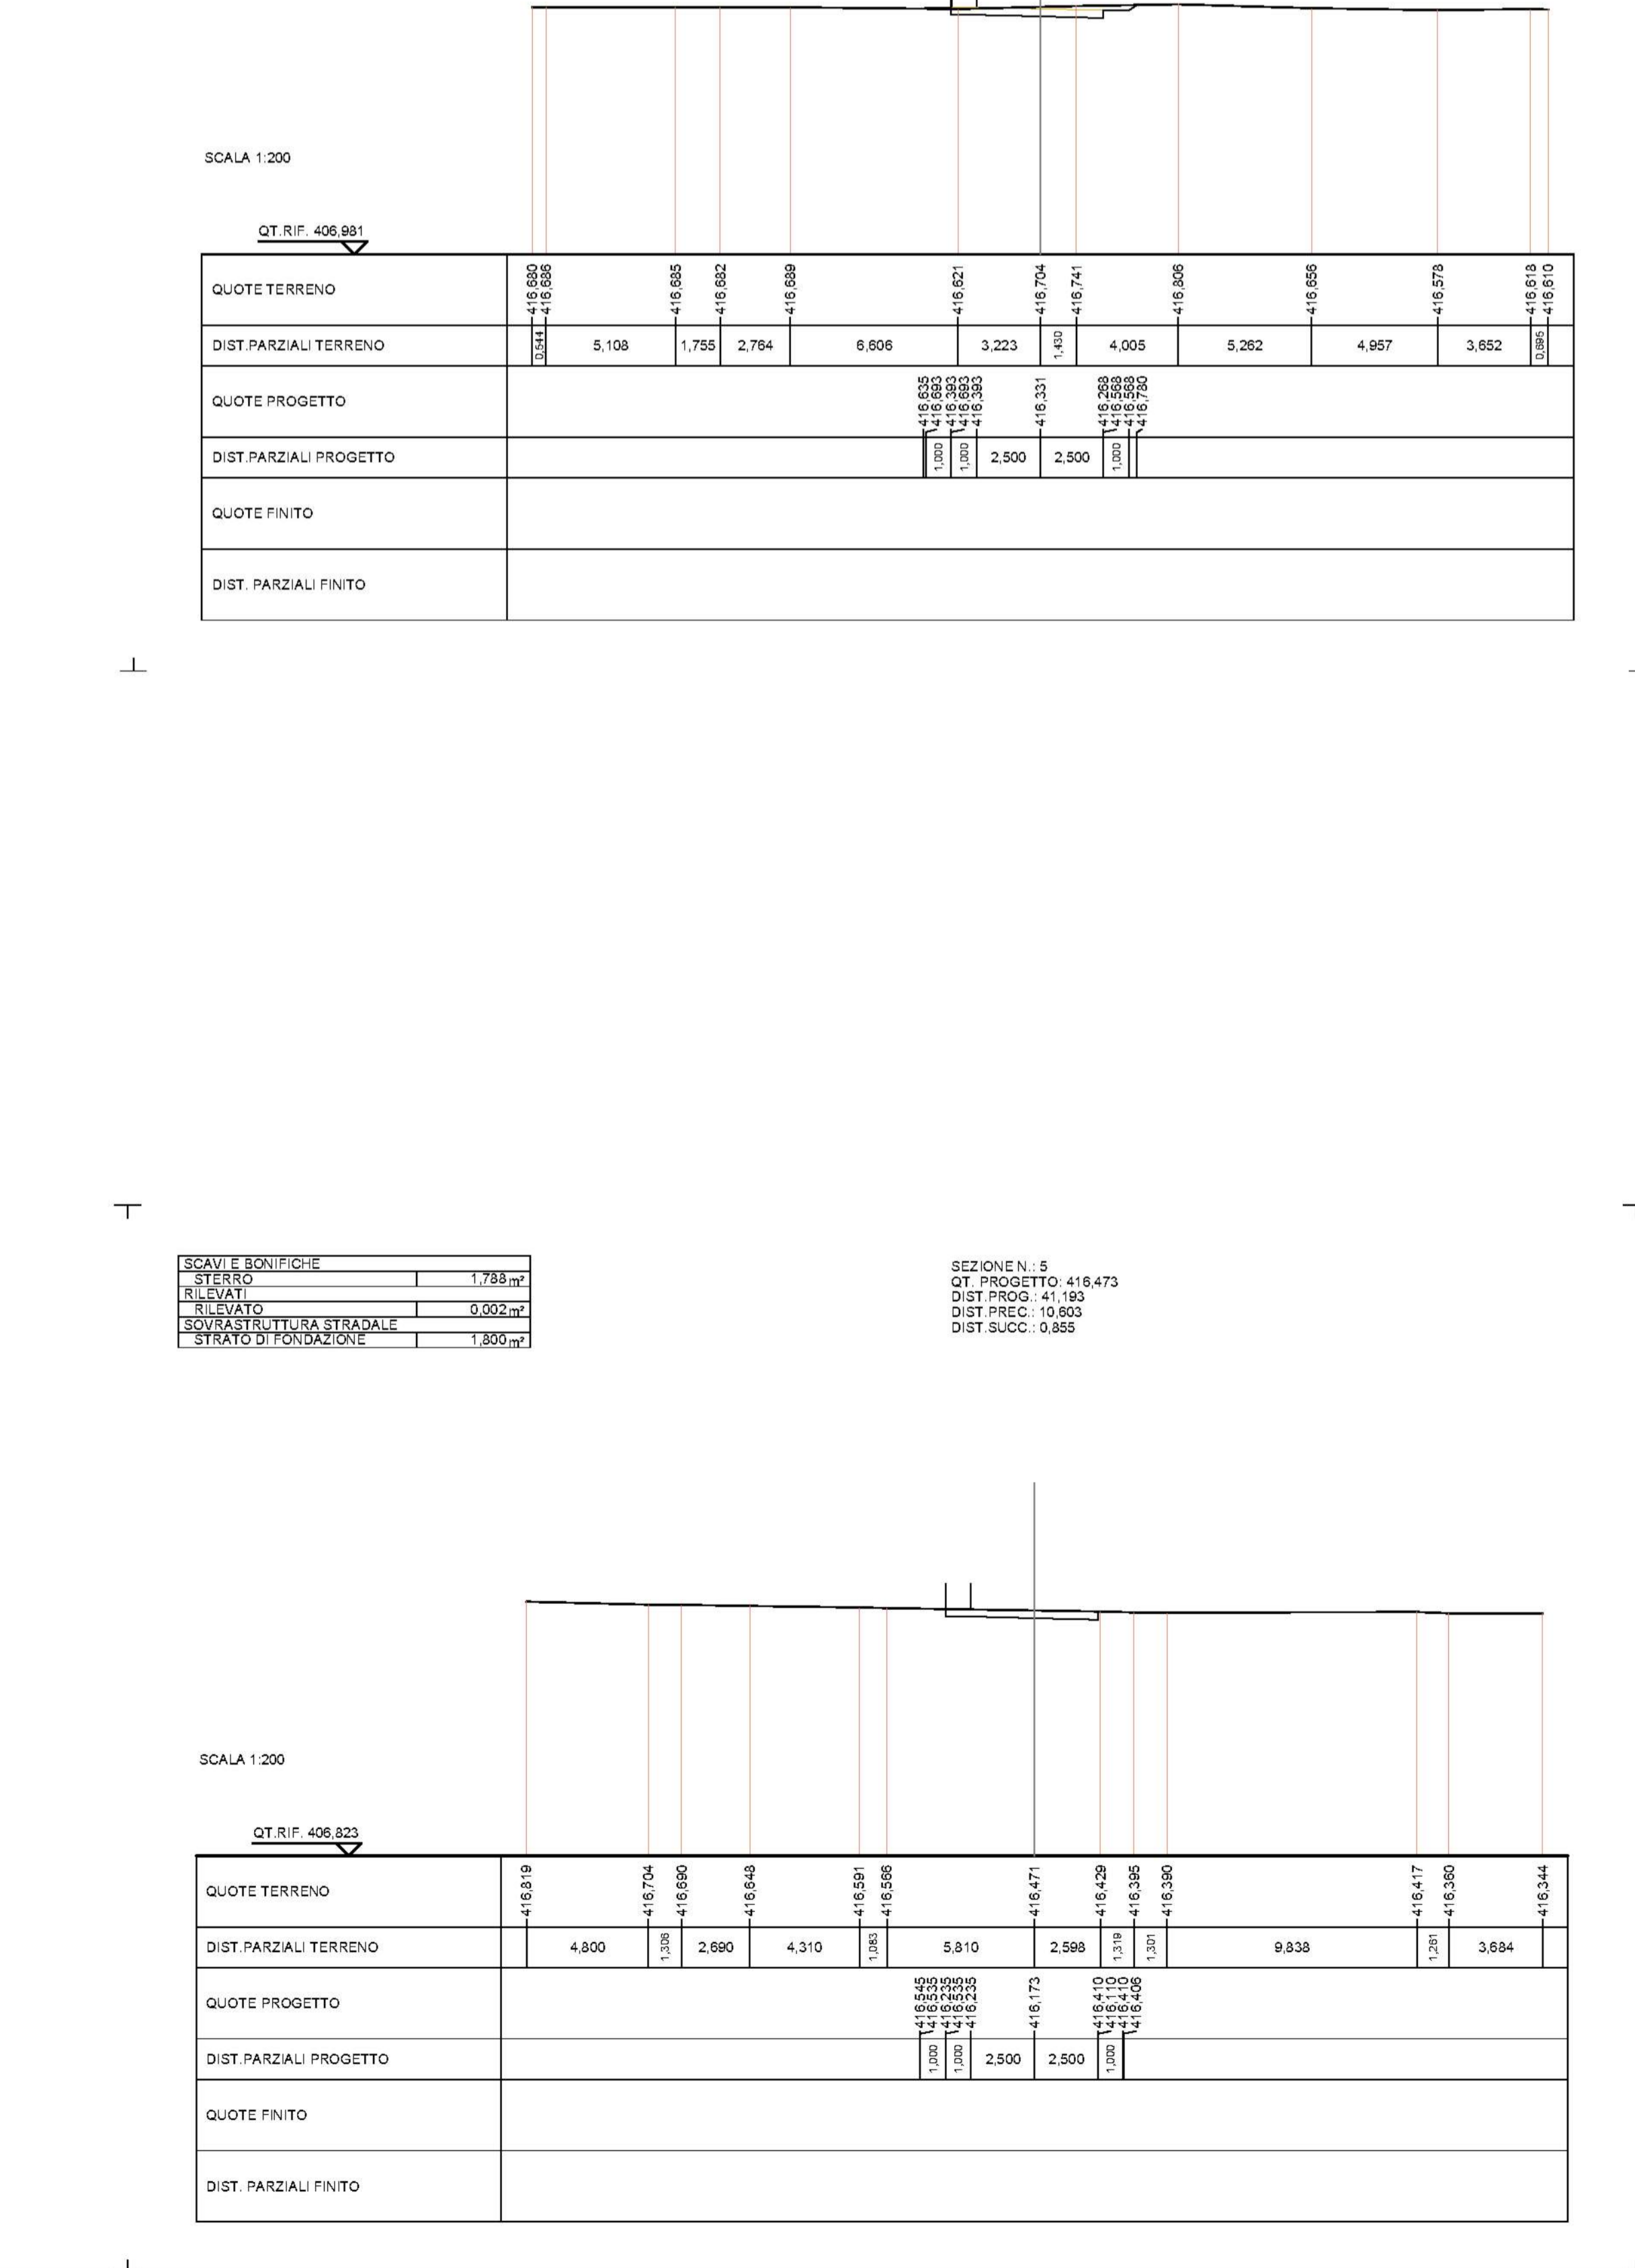 SCALA 1:200
QT.RIF. 406,981
QUOTE TERRENO 416,680 416,686 416,685 416,682 416,689 416,621 416,704 416,741 416,806 416,656 416,578 416,618 416,610
DIST.PARZIALI TERRENO 0,544 5,108 1,755 2,764 6,606 3,223 1,430 4,005 5,262 4,957 3,652 0,695
QUOTE PROGETTO 416,635 416,693 416,393 416,693 416,393 416,331 416,268 416,568 416,568 416,780
DIST.PARZIALI PROGETTO 1,000 1,000 2,500 2,500 1,000
QUOTE FINITO
DIST. PARZIALI FINITO
SCAVI E BONIFICHE
STERRO 1,788 m²
RILEVATI
RILEVATO 0,002 m²
SOVRASTRUTTURA STRADALE
STRATO DI FONDAZIONE 1,800 m²
SEZIONE N.: 5
QT. PROGETTO: 416,473
DIST.PROG.: 41,193
DIST.PREC.: 10,603
DIST.SUCC.: 0,855
SCALA 1:200
QT.RIF. 406,823
QUOTE TERRENO 416,819 416,704 416,690 416,648 416,591 416,566 416,471 416,429 416,395 416,390 416,417 416,360 416,344
DIST.PARZIALI TERRENO 4,800 1,306 2,690 4,310 1,083 5,810 2,598 1,319 1,301 9,838 1,261 3,684
QUOTE PROGETTO 416,545 416,535 416,235 416,535 416,235 416,173 416,410 416,110 416,410 416,406
DIST.PARZIALI PROGETTO 1,000 1,000 2,500 2,500 1,000
QUOTE FINITO
DIST. PARZIALI FINITO